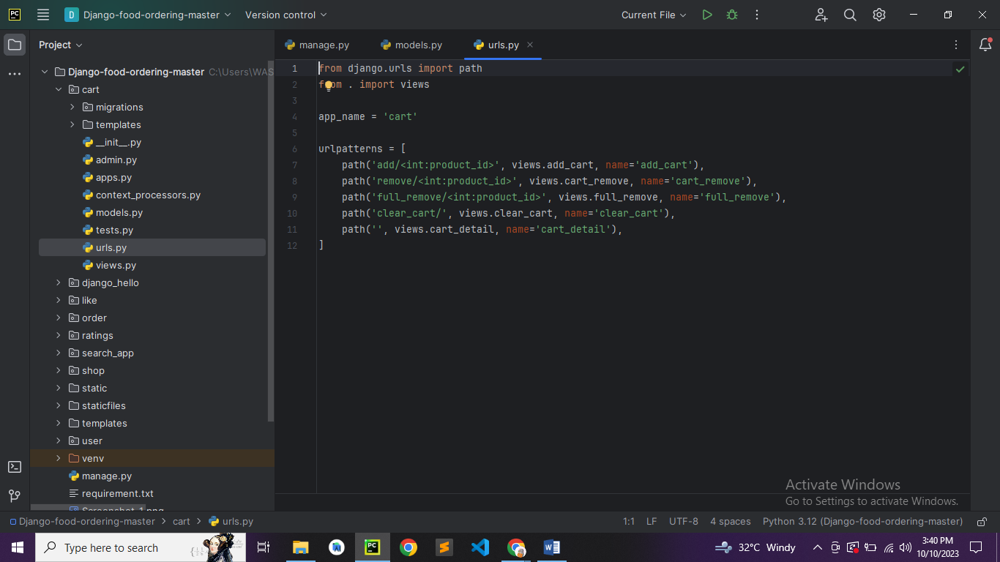 PC
D Django-food-ordering-master Version control Current File
Project
manage.py models.py urls.py
Django-food-ordering-master C:\Users\WAS
cart
migrations
templates
__init__.py
admin.py
apps.py
context_processors.py
models.py
tests.py
urls.py
views.py
django_hello
like
order
ratings
search_app
shop
static
staticfiles
templates
user
venv
manage.py
requirement.txt
Screenshot_1.png
1 from django.urls import path
2 from . import views
3
4 app_name = 'cart'
5
6 urlpatterns = [
7 path('add/<int:product_id>', views.add_cart, name='add_cart'),
8 path('remove/<int:product_id>', views.cart_remove, name='cart_remove'),
9 path('full_remove/<int:product_id>', views.full_remove, name='full_remove'),
10 path('clear_cart/', views.clear_cart, name='clear_cart'),
11 path('', views.cart_detail, name='cart_detail'),
12 ]
Activate Windows
Go to Settings to activate Windows.
Django-food-ordering-master cart urls.py
1:1 LF UTF-8 4 spaces Python 3.12 (Django-food-ordering-master)
Type here to search
PC
32°C Windy
3:40 PM
10/10/2023